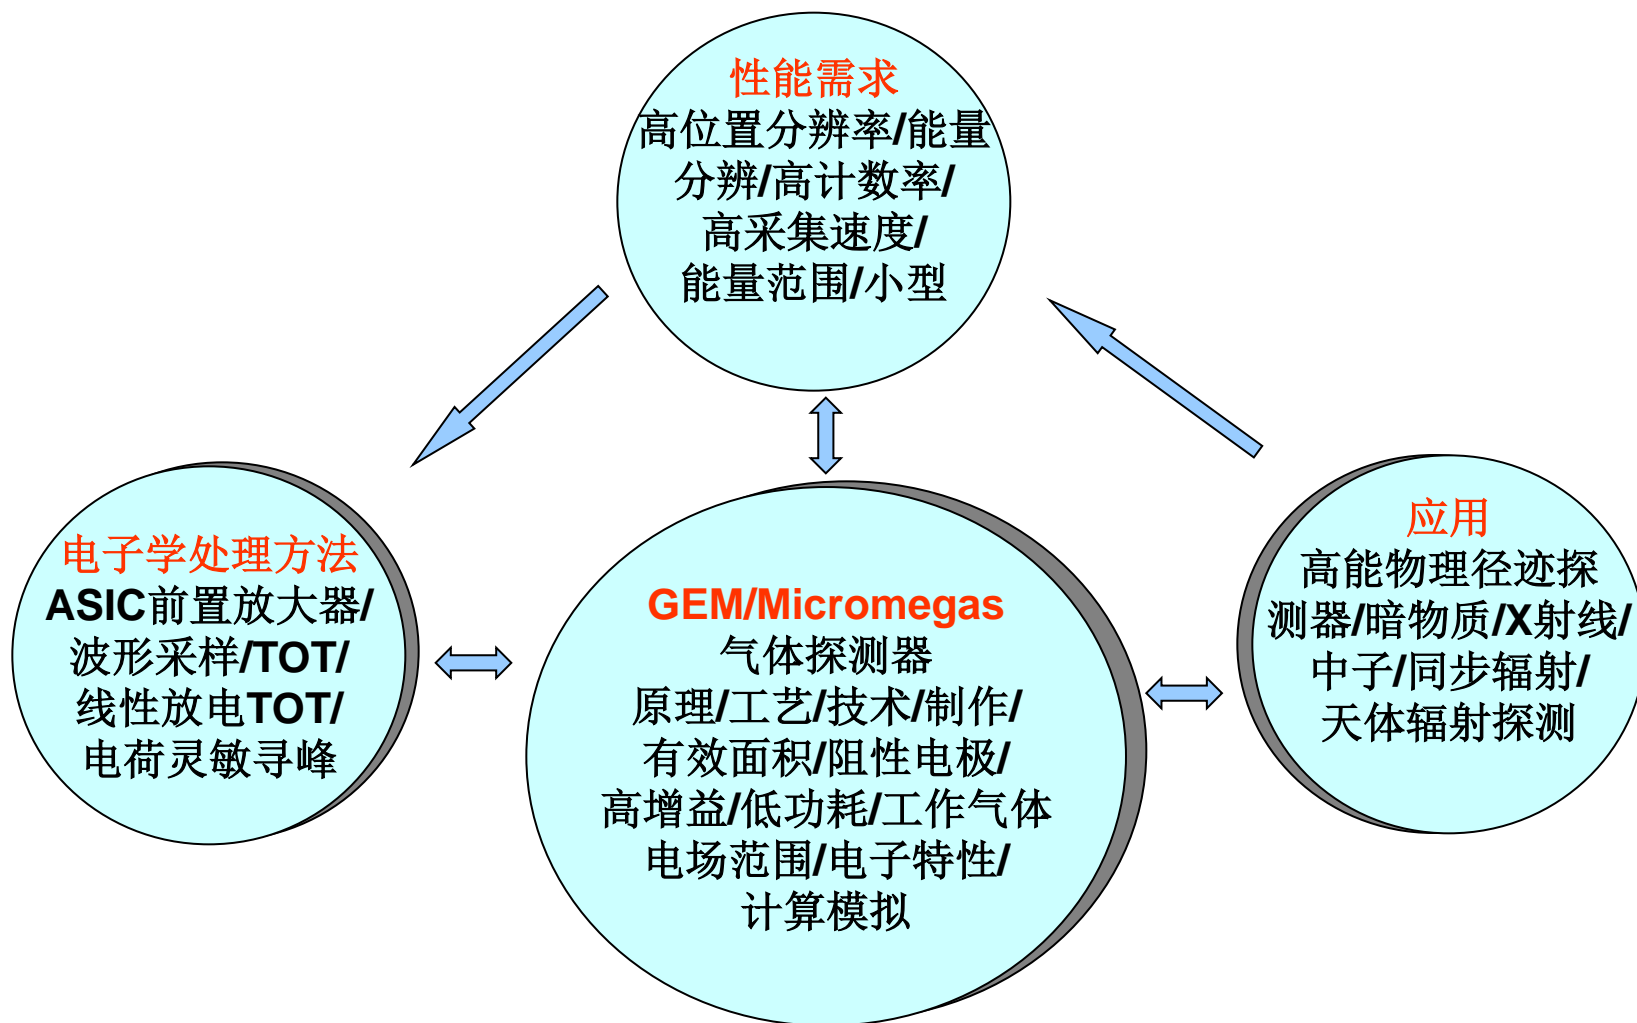 性能需求
高位置分辨率/能量
分辨/高计数率/
高采集速度/
能量范围/小型
电子学处理方法
ASIC前置放大器/
波形采样/TOT/
线性放电TOT/
电荷灵敏寻峰
GEM/Micromegas
气体探测器
原理/工艺/技术/制作/
有效面积/阻性电极/
高增益/低功耗/工作气体
电场范围/电子特性/
计算模拟
应用
高能物理径迹探
测器/暗物质/X射线/
中子/同步辐射/
天体辐射探测